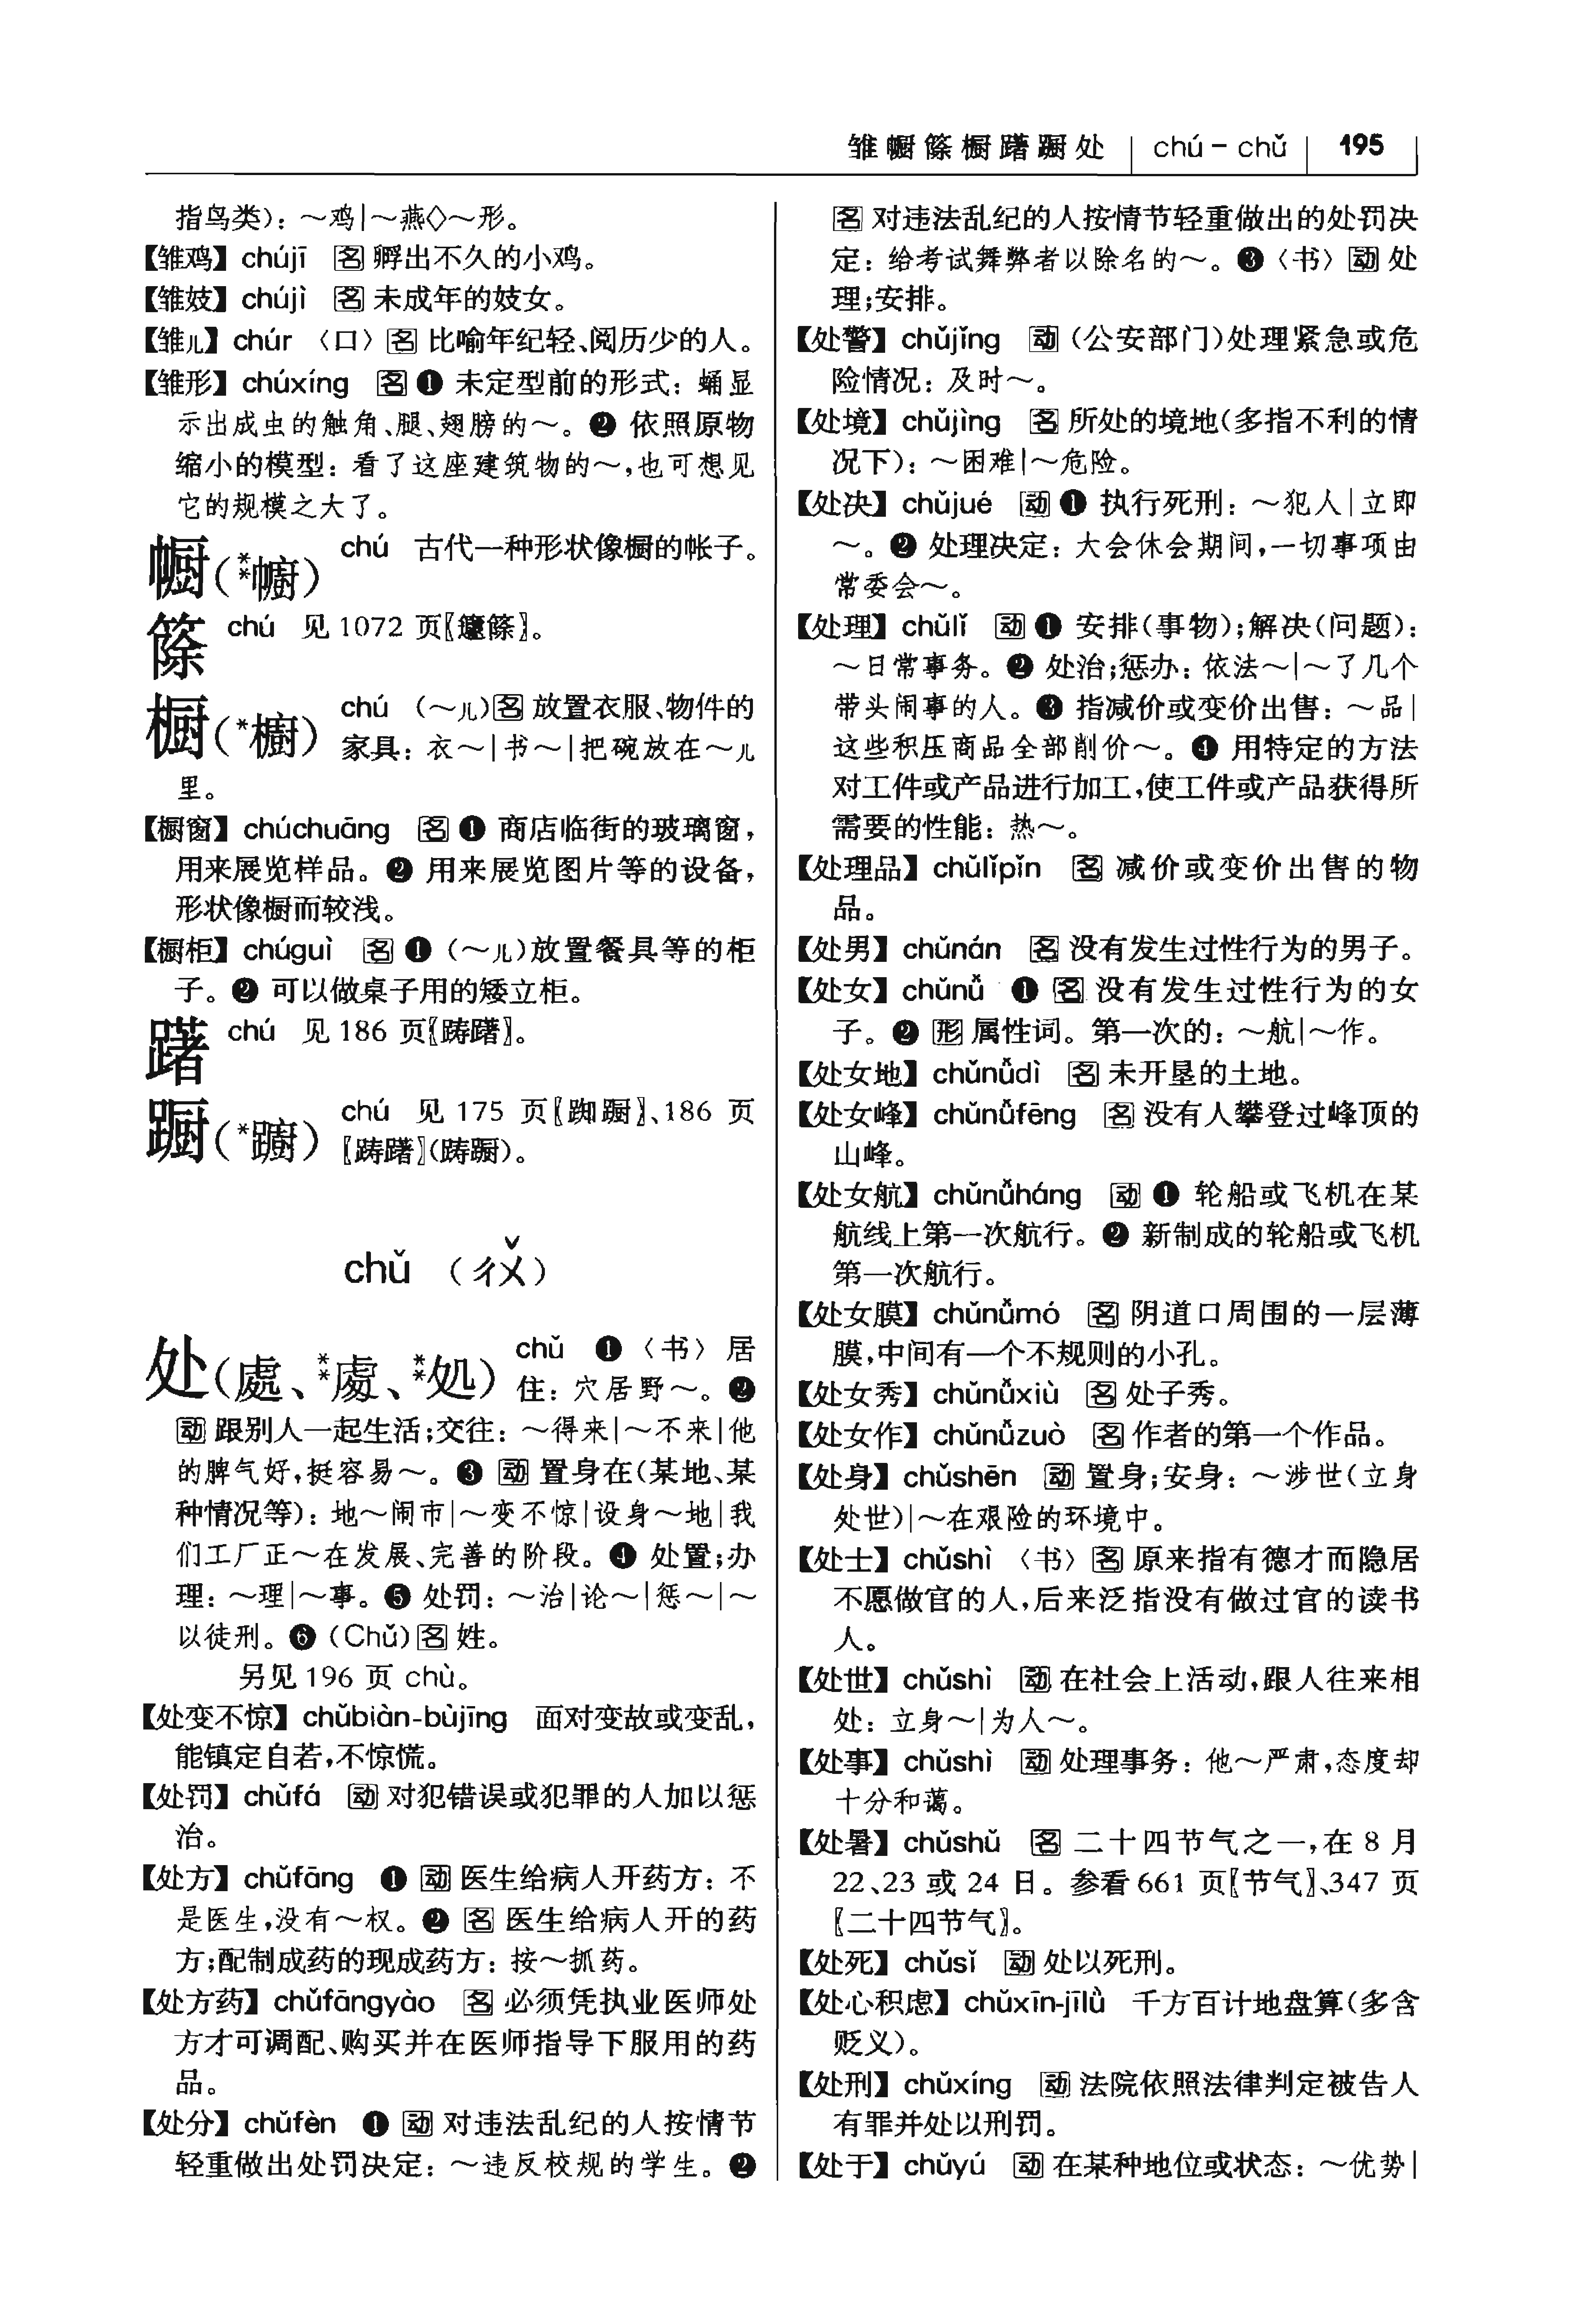 雏㡡篨橱躇蹰处 | chú－chǔ | 195
指鸟类)：～鸡|～燕◇～形。
【雏鸡】chújī 名 孵出不久的小鸡。
【雏妓】chújì 名 未成年的妓女。
【雏儿】chúr 〈口〉名 比喻年纪轻、阅历少的人。
【雏形】chúxíng 名 ❶ 未定型前的形式：蛹显
示出成虫的触角、腿、翅膀的～。❷ 依照原物
缩小的模型：看了这座建筑物的～,也可想见
它的规模之大了。
㡡(**幮) chú 古代一种形状像橱的帐子。
篨 chú 见 1072 页〖籧篨〗。
橱(*櫥) chú (～儿)名 放置衣服、物件的
家具：衣～|书～|把碗放在～儿
里。
【橱窗】chúchuāng 名 ❶ 商店临街的玻璃窗,
用来展览样品。❷ 用来展览图片等的设备,
形状像橱而较浅。
【橱柜】chúguì 名 ❶ (～儿)放置餐具等的柜
子。❷ 可以做桌子用的矮立柜。
躇 chú 见 186 页〖踌躇〗。
蹰(*躕) chú 见 175 页〖踟蹰〗、186 页
〖踌躇〗(踌蹰)。
chǔ (ㄔㄨˇ)
处(處、**䖏、**処) chǔ ❶〈书〉居
住：穴居野～。❷
动 跟别人一起生活;交往：～得来|～不来|他
的脾气好,挺容易～。❸ 动 置身在(某地、某
种情况等)：地～闹市|～变不惊|设身～地|我
们工厂正～在发展、完善的阶段。❹ 处置;办
理：～理|～事。❺ 处罚：～治|论～|惩～|～
以徒刑。❻ (Chǔ)名 姓。
另见 196 页 chù。
【处变不惊】chǔbiàn-bùjīng 面对变故或变乱,
能镇定自若,不惊慌。
【处罚】chǔfá 动 对犯错误或犯罪的人加以惩
治。
【处方】chǔfāng ❶ 动 医生给病人开药方：不
是医生,没有～权。❷ 名 医生给病人开的药
方;配制成药的现成药方：按～抓药。
【处方药】chǔfāngyào 名 必须凭执业医师处
方才可调配、购买并在医师指导下服用的药
品。
【处分】chǔfèn ❶ 动 对违法乱纪的人按情节
轻重做出处罚决定：～违反校规的学生。❷
名 对违法乱纪的人按情节轻重做出的处罚决
定：给考试舞弊者以除名的～。❸〈书〉动 处
理;安排。
【处警】chǔjǐng 动 (公安部门)处理紧急或危
险情况：及时～。
【处境】chǔjìng 名 所处的境地(多指不利的情
况下)：～困难|～危险。
【处决】chǔjué 动 ❶ 执行死刑：～犯人|立即
～。❷ 处理决定：大会休会期间,一切事项由
常委会～。
【处理】chǔlǐ 动 ❶ 安排(事物);解决(问题)：
～日常事务。❷ 处治;惩办：依法～|～了几个
带头闹事的人。❸ 指减价或变价出售：～品|
这些积压商品全部削价～。❹ 用特定的方法
对工件或产品进行加工,使工件或产品获得所
需要的性能：热～。
【处理品】chǔlǐpǐn 名 减价或变价出售的物
品。
【处男】chǔnán 名 没有发生过性行为的男子。
【处女】chǔnǚ ❶ 名 没有发生过性行为的女
子。❷ 形 属性词。第一次的：～航|～作。
【处女地】chǔnǚdì 名 未开垦的土地。
【处女峰】chǔnǚfēng 名 没有人攀登过峰顶的
山峰。
【处女航】chǔnǚháng 动 ❶ 轮船或飞机在某
航线上第一次航行。❷ 新制成的轮船或飞机
第一次航行。
【处女膜】chǔnǚmó 名 阴道口周围的一层薄
膜,中间有一个不规则的小孔。
【处女秀】chǔnǚxiù 名 处子秀。
【处女作】chǔnǚzuò 名 作者的第一个作品。
【处身】chǔshēn 动 置身;安身：～涉世(立身
处世)|～在艰险的环境中。
【处士】chǔshì 〈书〉名 原来指有德才而隐居
不愿做官的人,后来泛指没有做过官的读书
人。
【处世】chǔshì 动 在社会上活动,跟人往来相
处：立身～|为人～。
【处事】chǔshì 动 处理事务：他～严肃,态度却
十分和蔼。
【处暑】chǔshǔ 名 二十四节气之一,在 8 月
22、23 或 24 日。参看 661 页〖节气〗、347 页
〖二十四节气〗。
【处死】chǔsǐ 动 处以死刑。
【处心积虑】chǔxīn-jīlǜ 千方百计地盘算(多含
贬义)。
【处刑】chǔxíng 动 法院依照法律判定被告人
有罪并处以刑罚。
【处于】chǔyú 动 在某种地位或状态：～优势|